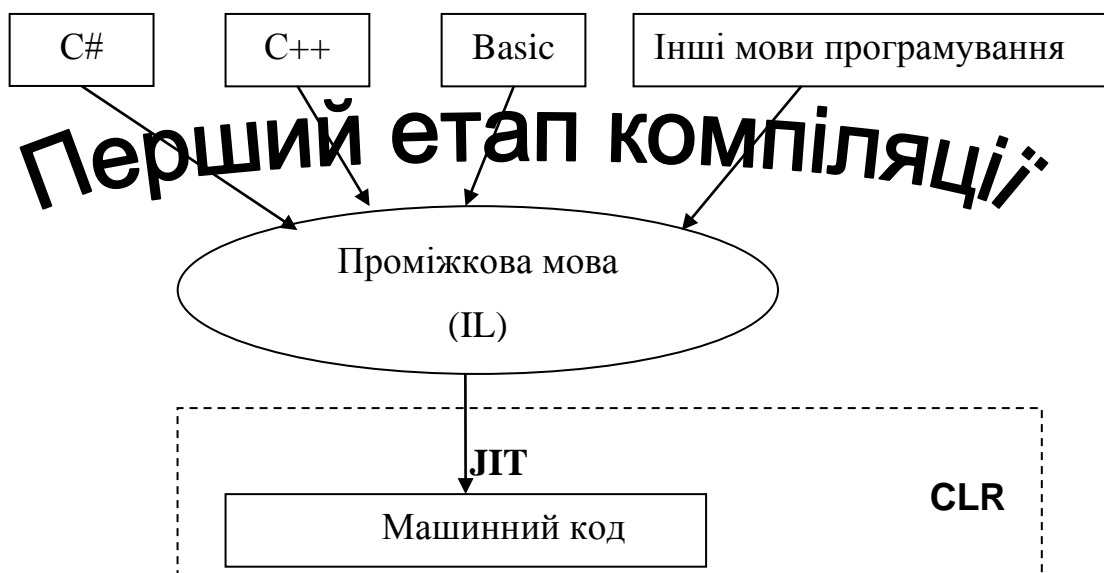 C#
C++
Basic
Інші мови програмування
Перший етап компіляції
Проміжкова мова
(IL)
JIT
CLR
Машинний код